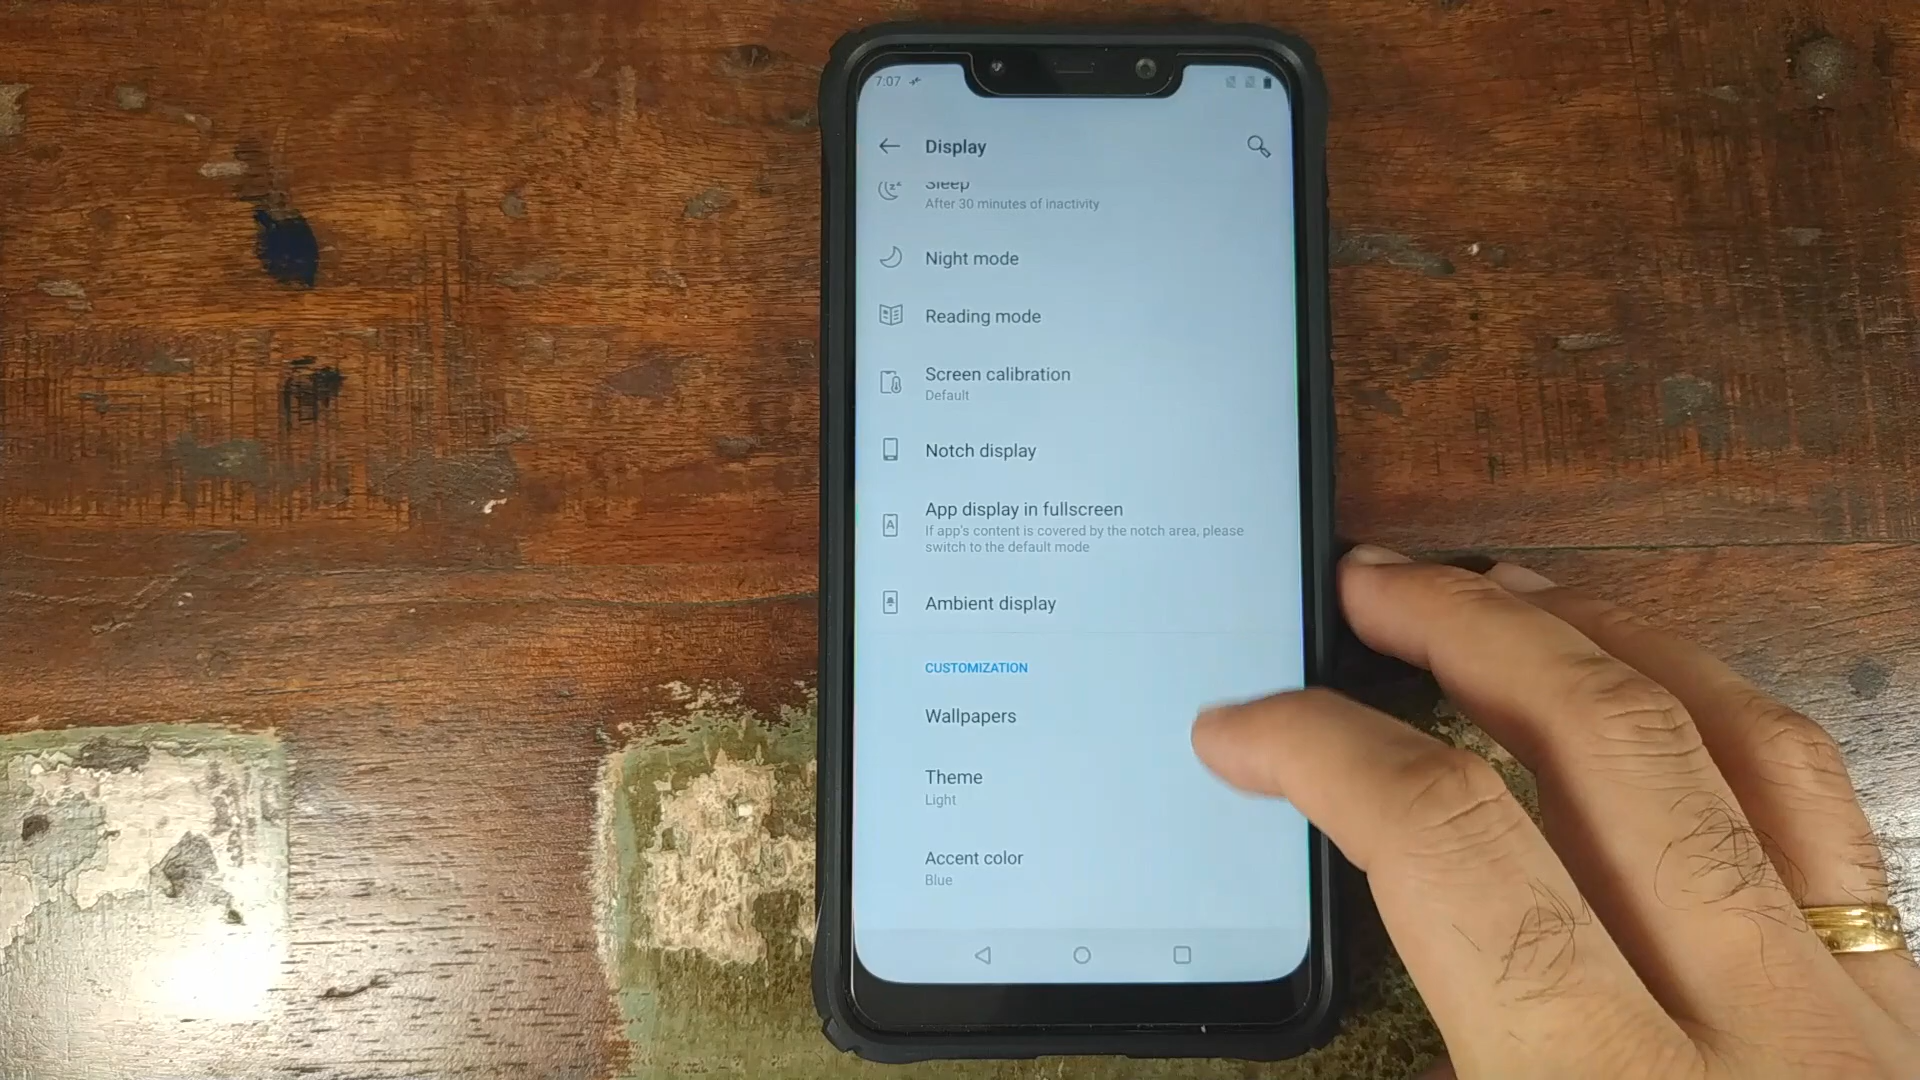 7:07
Display
Sleep
After 30 minutes of inactivity
Night mode
Reading mode
Screen calibration
Default
Notch display
App display in fullscreen
If app's content is covered by the notch area, please
switch to the default mode
Ambient display
CUSTOMIZATION
Wallpapers
Theme
Light
Accent color
Blue